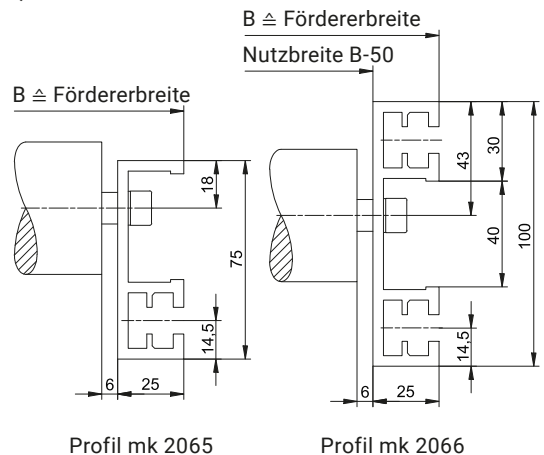 B ≙ Fördererbreite
Nutzbreite B-50
B ≙ Fördererbreite
18
75
14,5
6
25
43
30
40
100
14,5
6
25
Profil mk 2065
Profil mk 2066